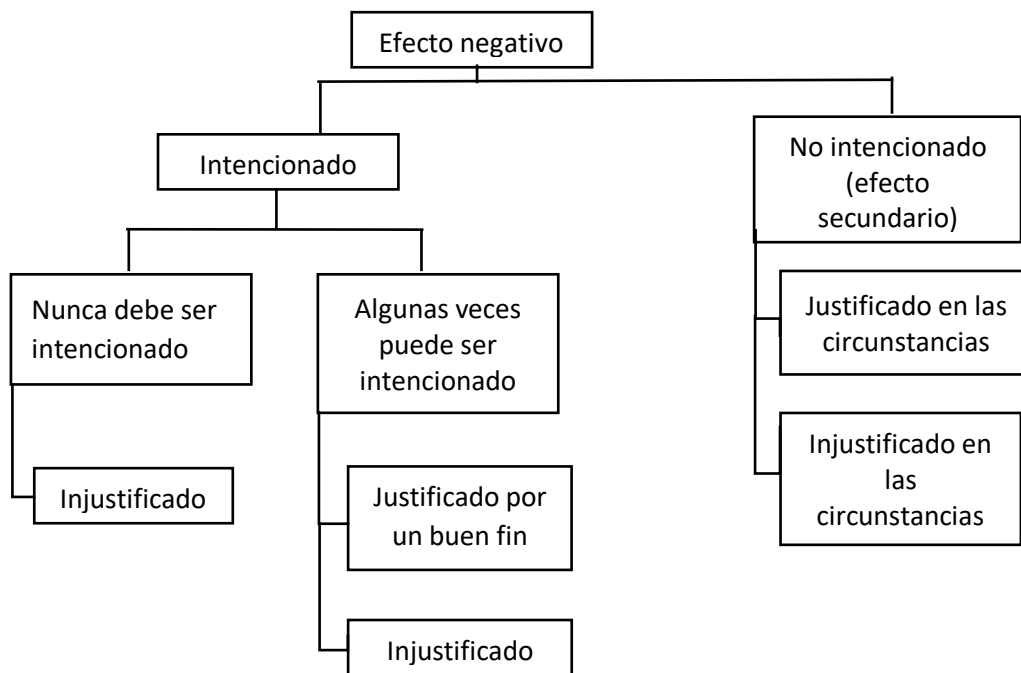 Efecto negativo
Intencionado
No intencionado
(efecto
secundario)
Nunca debe ser
intencionado
Algunas veces
puede ser
intencionado
Justificado en las
circunstancias
Injustificado en
las
circunstancias
Injustificado
Justificado por
un buen fin
Injustificado